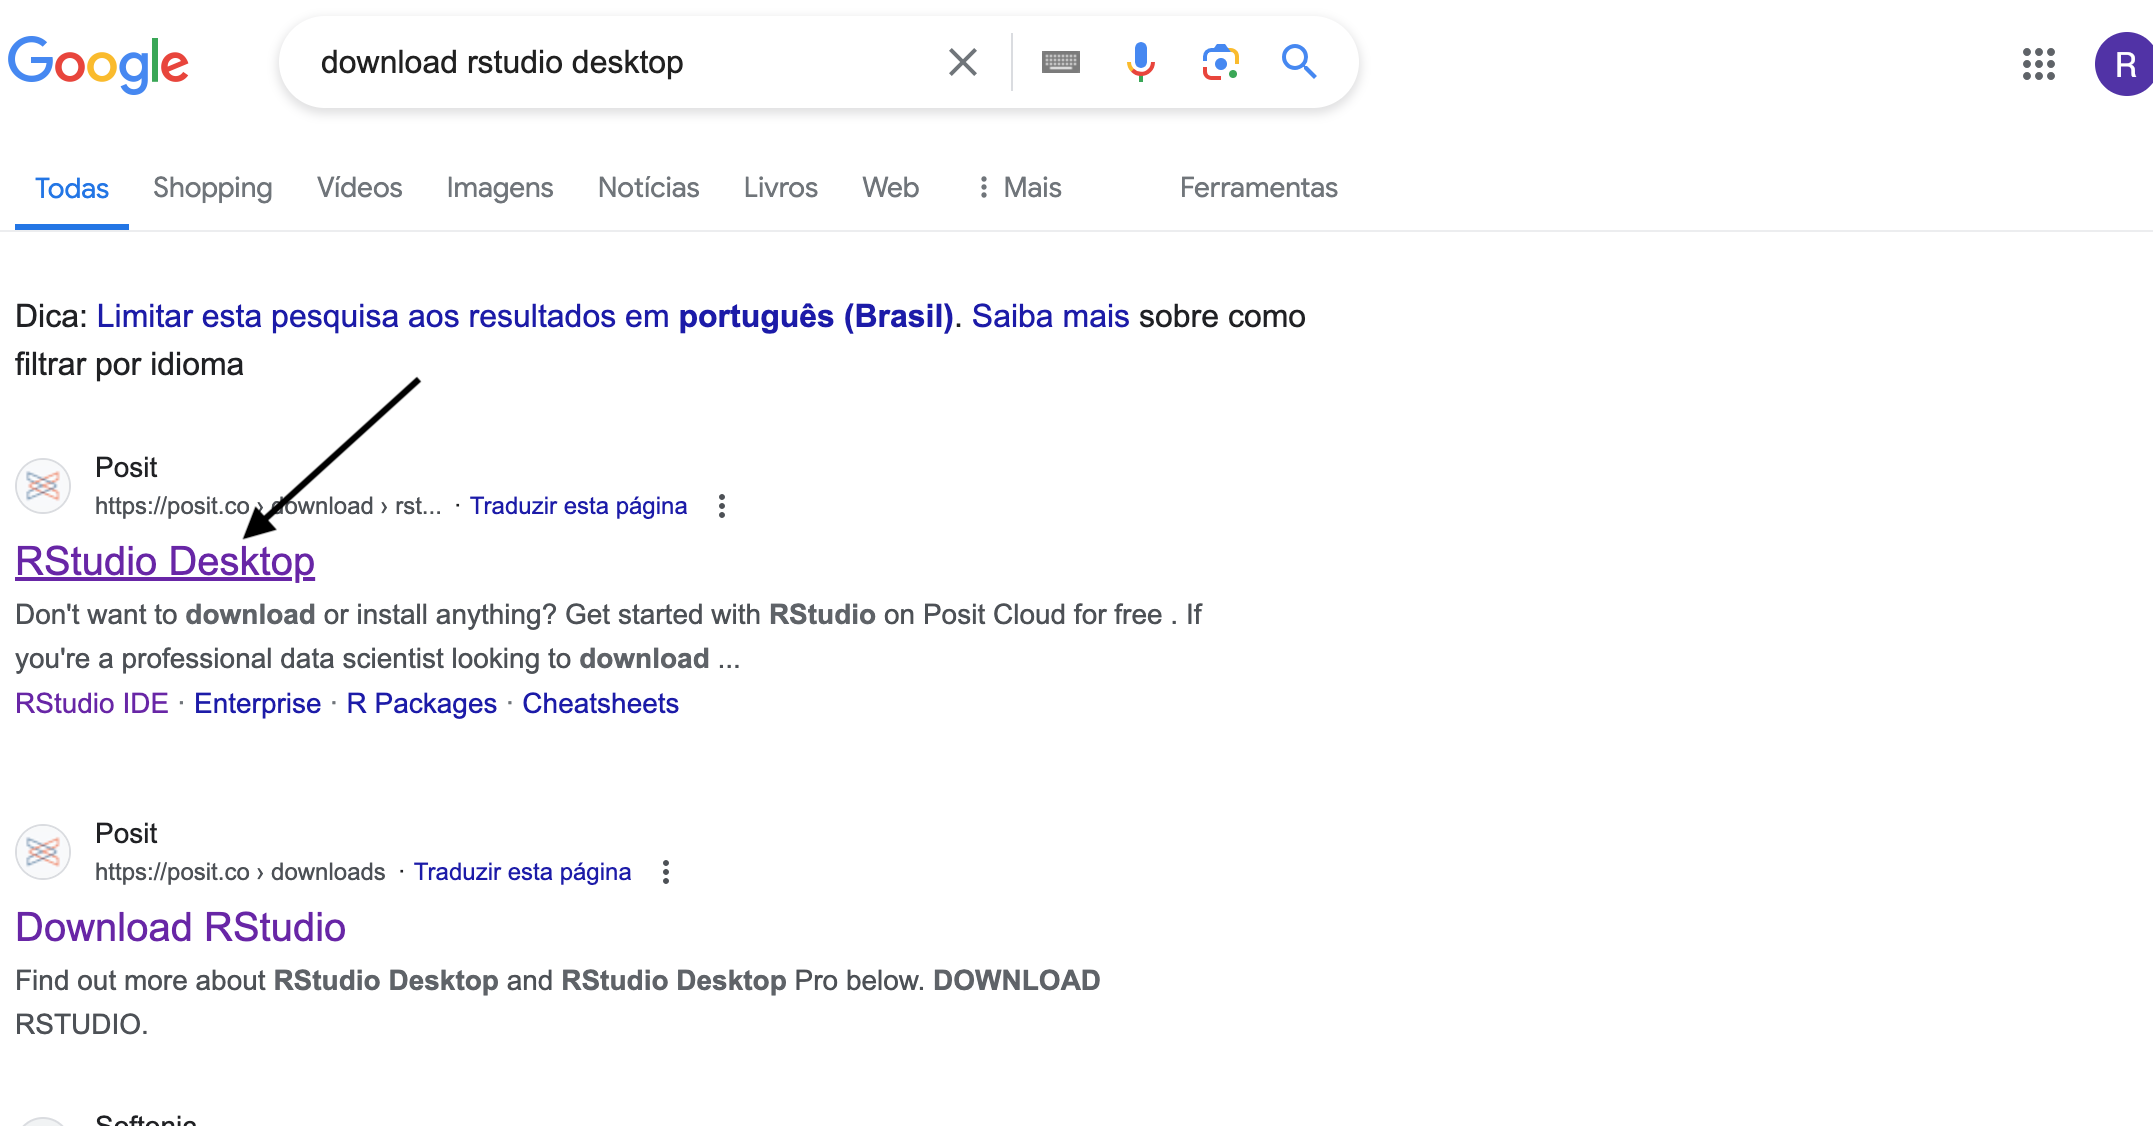 Google
download rstudio desktop
R
Todas Shopping Vídeos Imagens Notícias Livros Web Mais Ferramentas
Dica: Limitar esta pesquisa aos resultados em português (Brasil). Saiba mais sobre como
filtrar por idioma
Posit
https://posit.co › download › rst... · Traduzir esta página
RStudio Desktop
Don't want to download or install anything? Get started with RStudio on Posit Cloud for free . If
you're a professional data scientist looking to download ...
RStudio IDE · Enterprise · R Packages · Cheatsheets
Posit
https://posit.co › downloads · Traduzir esta página
Download RStudio
Find out more about RStudio Desktop and RStudio Desktop Pro below. DOWNLOAD
RSTUDIO.
Softonic